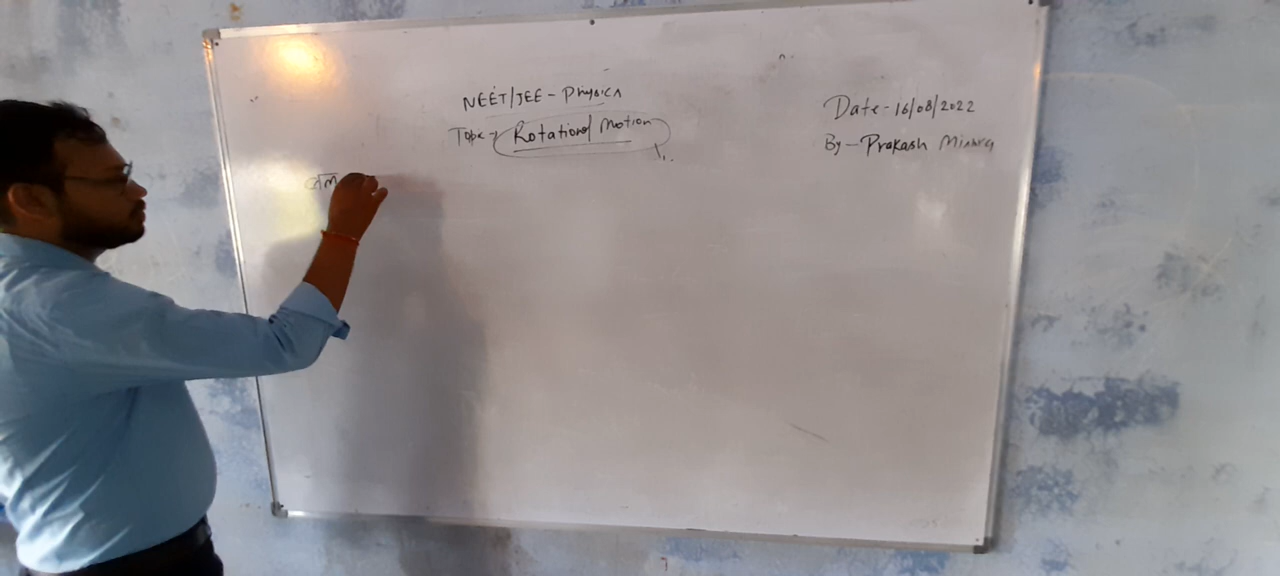 NEET/JEE - Physics
Topic → Rotational Motion
Date - 16/08/2022
By - Prakash Mishra